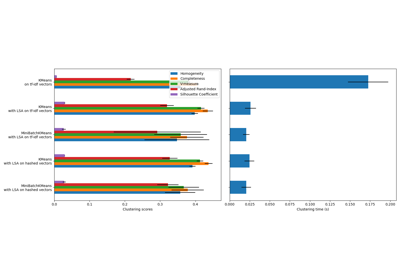 Homogeneity
Completeness
V-measure
Adjusted Rand-Index
Silhouette Coefficient
KMeans
on tf-idf vectors
KMeans
with LSA on tf-idf vectors
MiniBatchKMeans
with LSA on tf-idf vectors
KMeans
with LSA on hashed vectors
MiniBatchKMeans
with LSA on hashed vectors
0.0 0.1 0.2 0.3 0.4
Clustering scores
0.000 0.025 0.050 0.075 0.100 0.125 0.150 0.175 0.200
Clustering time (s)